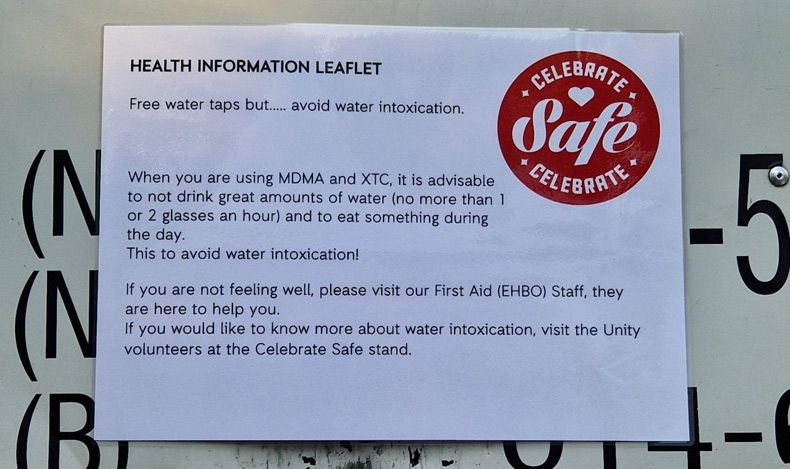 HEALTH INFORMATION LEAFLET
Free water taps but..... avoid water intoxication.
CELEBRATE
Safe
CELEBRATE
When you are using MDMA and XTC, it is advisable
to not drink great amounts of water (no more than 1
or 2 glasses an hour) and to eat something during
the day.
This to avoid water intoxication!
If you are not feeling well, please visit our First Aid (EHBO) Staff, they
are here to help you.
If you would like to know more about water intoxication, visit the Unity
volunteers at the Celebrate Safe stand.
(N
-5
(N
(B)